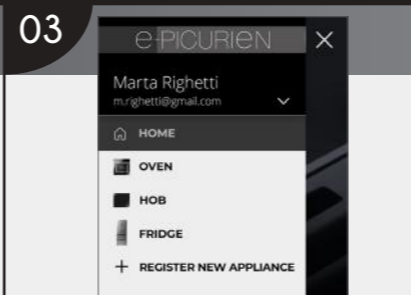 03
e-PICURIEN
Marta Righetti
m.righetti@gmail.com
HOME
OVEN
HOB
FRIDGE
REGISTER NEW APPLIANCE